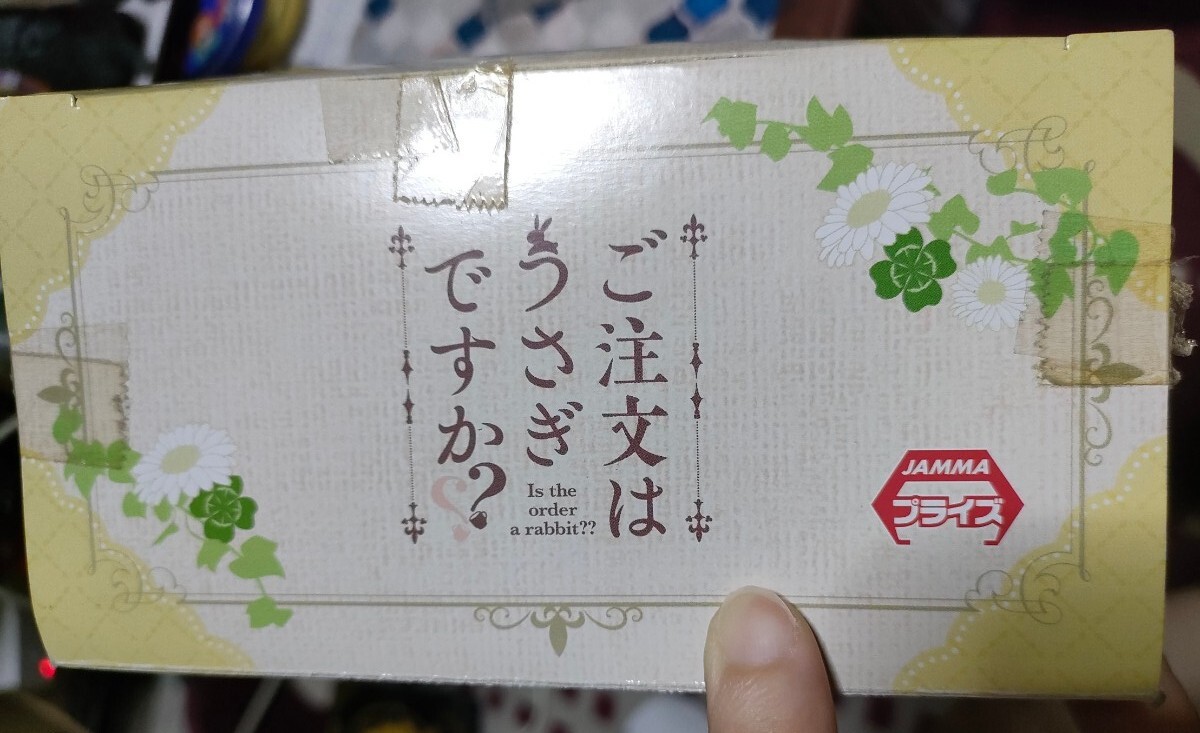 ご注文は
うさぎ
ですか??
Is the
order
a rabbit??
JAMMA
プライズ